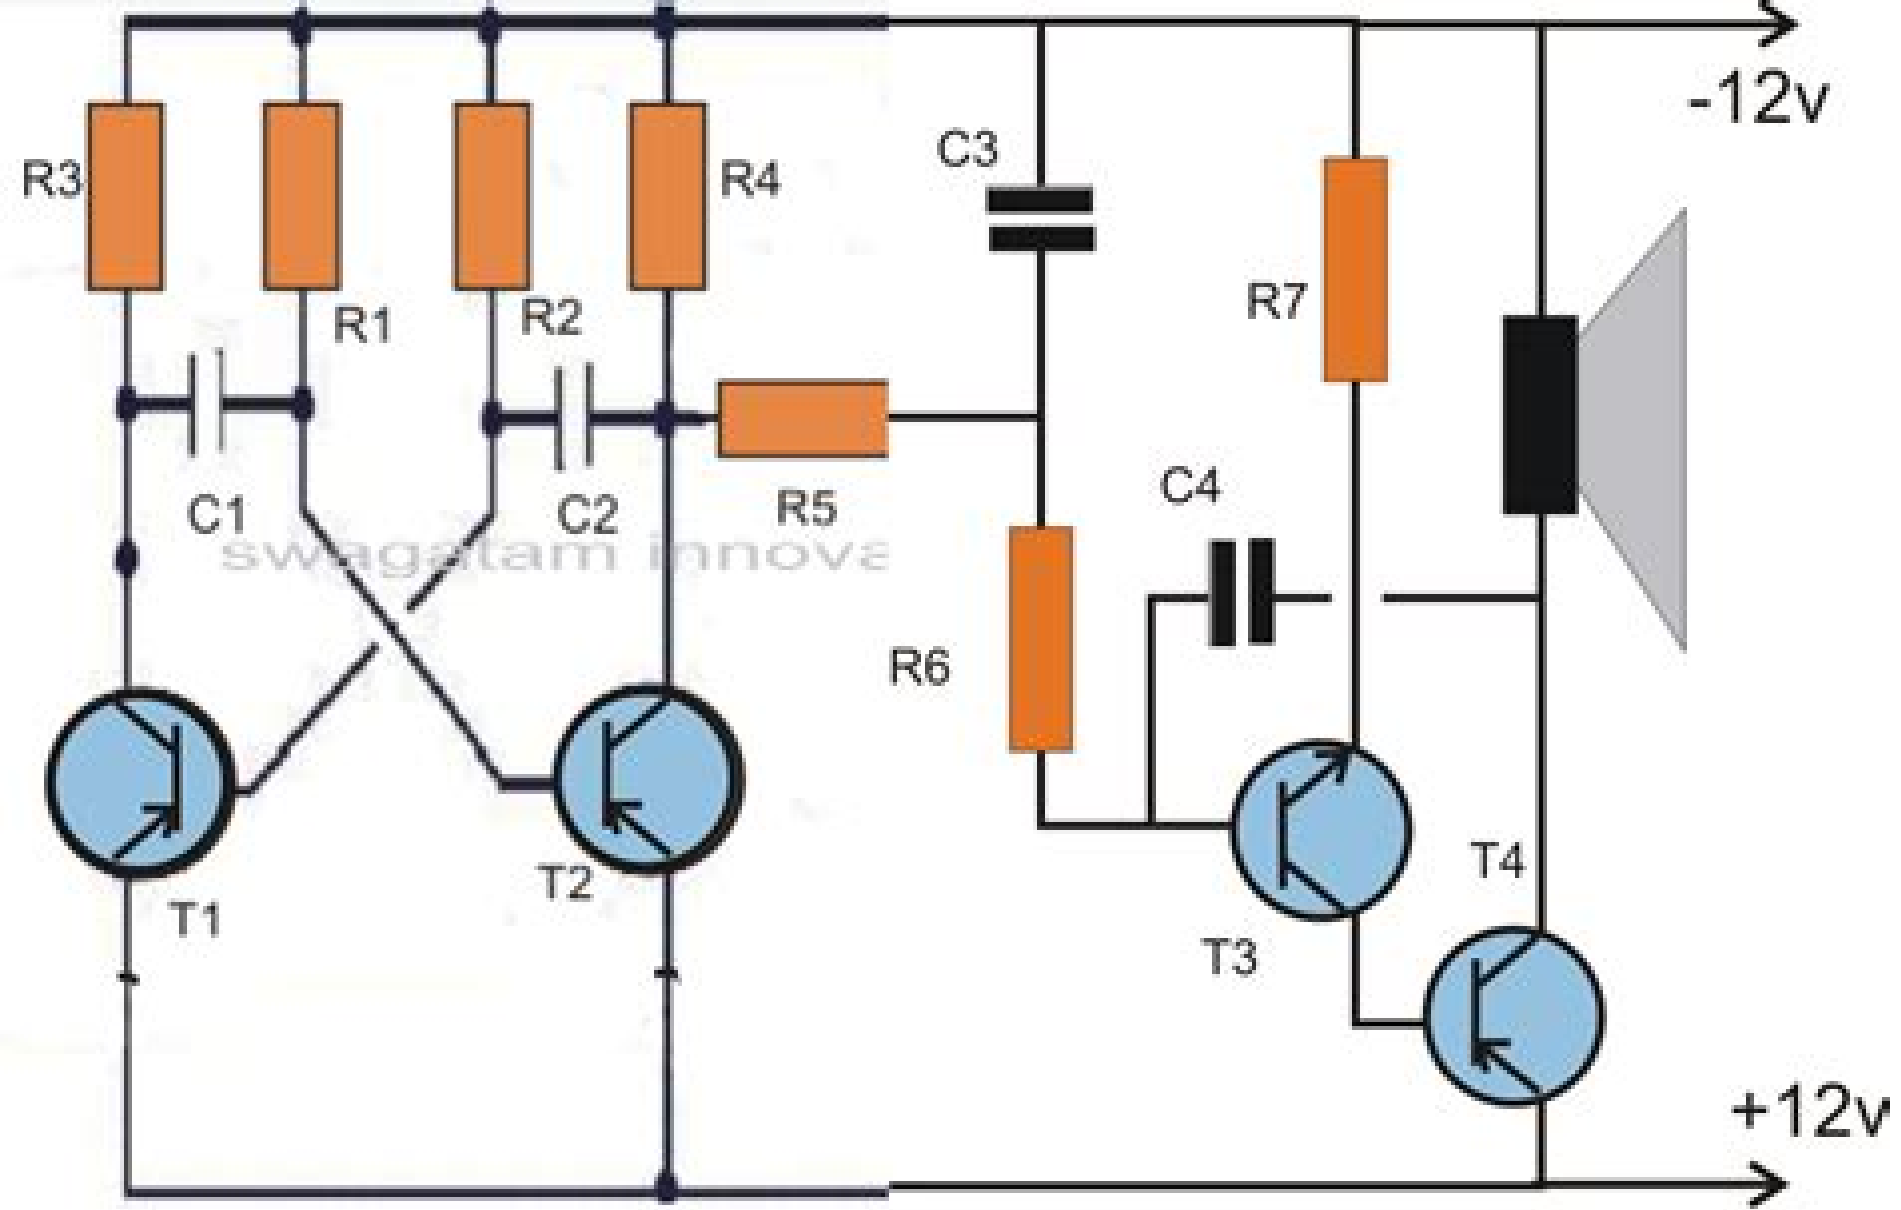 -12v
C3
R3
R4
R7
R1
R2
C4
C1
C2
R5
swagatam innova
R6
T4
T2
T1
T3
+12v